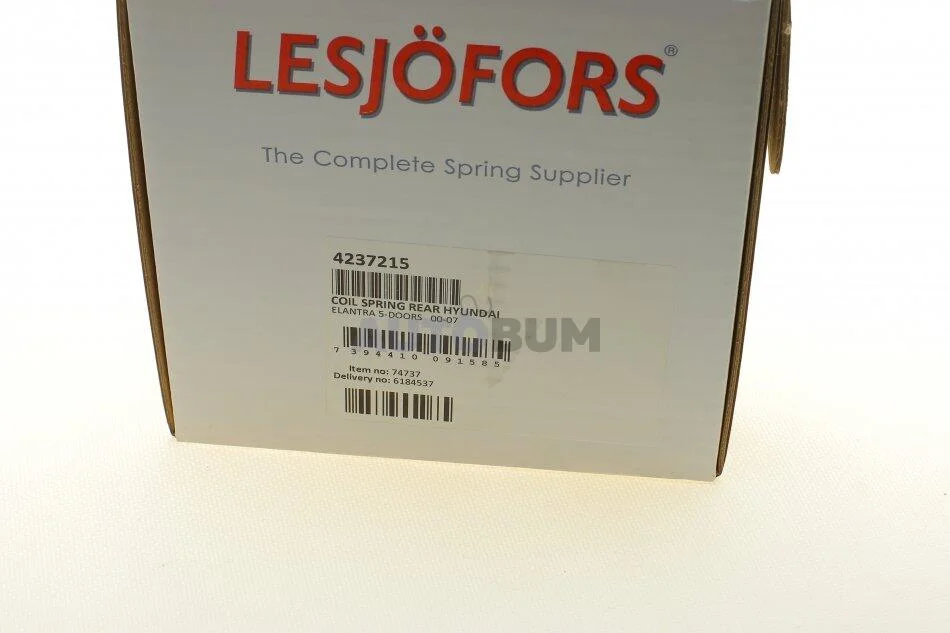 LESJÖFORS®
The Complete Spring Supplier
4237215
COIL SPRING REAR HYUNDAI
ELANTRA 5-DOORS 00-07
AUTOBUM
7 394410 091585
Item no: 74737
Delivery no: 6184537